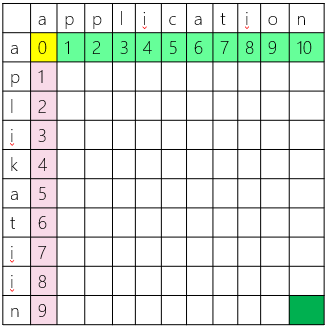 a p p l i c a t i o n
a 0 1 2 3 4 5 6 7 8 9 10
p 1
l 2
i 3
k 4
a 5
t 6
i 7
i 8
n 9